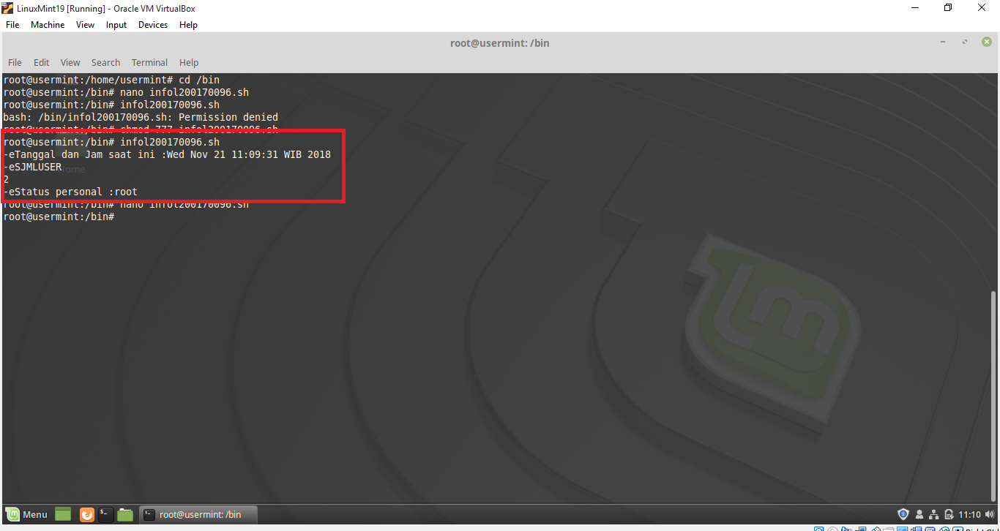 LinuxMint19 [Running] - Oracle VM VirtualBox
File Machine View Input Devices Help
root@usermint: /bin
File Edit View Search Terminal Help
root@usermint:/home/usermint# cd /bin
root@usermint:/bin# nano infol200170096.sh
root@usermint:/bin# infol200170096.sh
bash: /bin/infol200170096.sh: Permission denied
root@usermint:/bin# chmod 777 infol200170096.sh
root@usermint:/bin# infol200170096.sh
-eTanggal dan Jam saat ini :Wed Nov 21 11:09:31 WIB 2018
-eSJMLUSER
Home
2
-eStatus personal :root
root@usermint:/bin# nano infol200170096.sh
root@usermint:/bin#
Menu
root@usermint: /bin
11:10